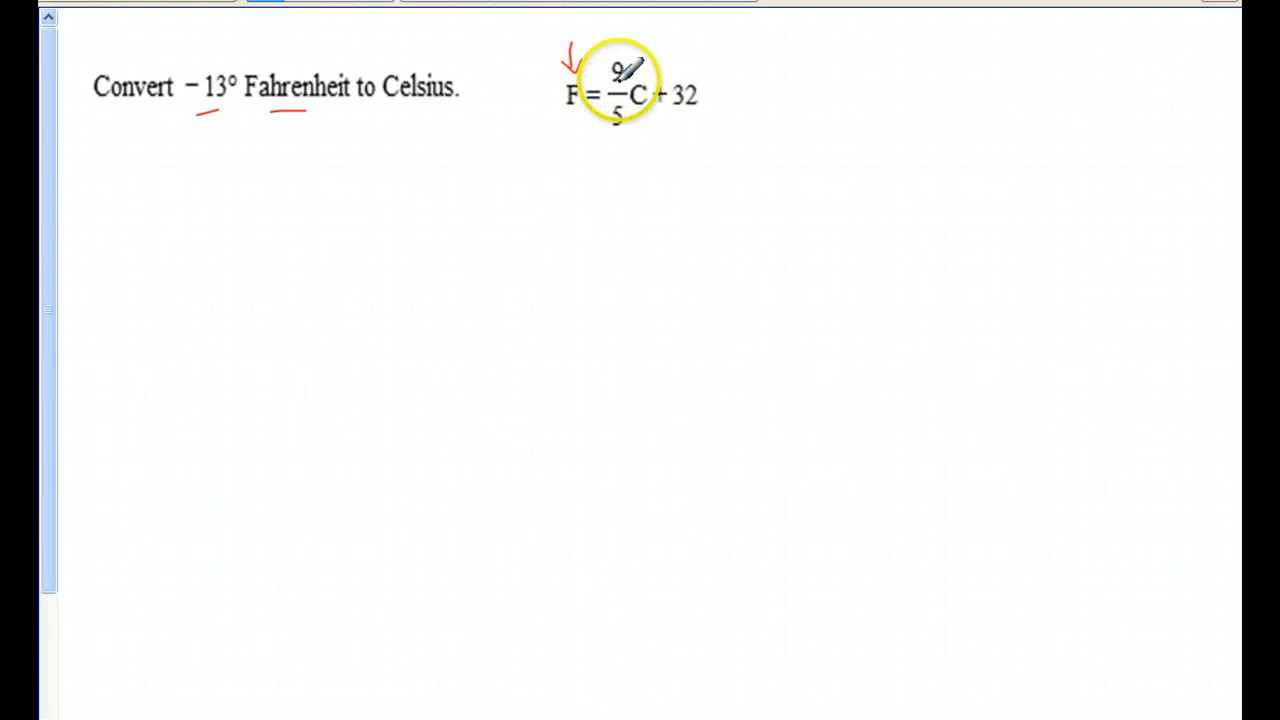 Convert − 13° Fahrenheit to Celsius.
F = 9/5 C + 32